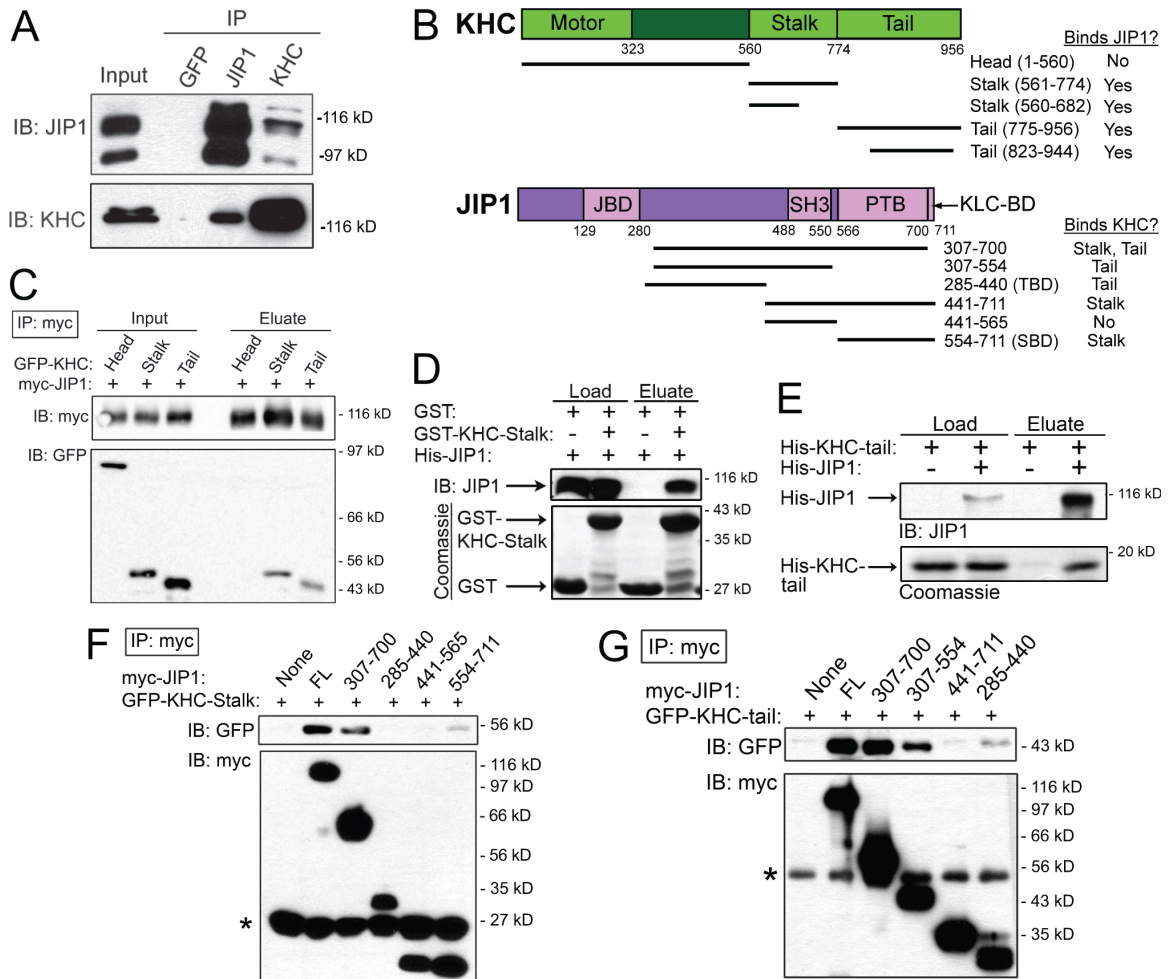 A
IP
Input
GFP
JIP1
KHC
IB: JIP1
-116 kD
-97 kD
IB: KHC
-116 kD
B
KHC
Motor
Stalk
Tail
323
560
774
956
Binds JIP1?
Head (1-560) No
Stalk (561-774) Yes
Stalk (560-682) Yes
Tail (775-956) Yes
Tail (823-944) Yes
JIP1
JBD
SH3
PTB
KLC-BD
129
280
488
550
566
700
711
Binds KHC?
307-700 Stalk, Tail
307-554 Tail
285-440 (TBD) Tail
441-711 Stalk
441-565 No
554-711 (SBD) Stalk
C
IP: myc
Input
Eluate
Head
Stalk
Tail
Head
Stalk
Tail
GFP-KHC:
myc-JIP1: + + + + + +
IB: myc
- 116 kD
IB: GFP
- 97 kD
- 66 kD
- 56 kD
- 43 kD
D
Load
Eluate
GST: + + + +
GST-KHC-Stalk: - + - +
His-JIP1: + + + +
IB: JIP1
- 116 kD
Coomassie
GST-
KHC-Stalk
GST
- 43 kD
- 35 kD
- 27 kD
E
Load
Eluate
His-KHC-tail: + + + +
His-JIP1: - + - +
His-JIP1
- 116 kD
IB: JIP1
His-KHC-
tail
- 20 kD
Coomassie
F
IP: myc
None
FL
307-700
285-440
441-565
554-711
myc-JIP1:
GFP-KHC-Stalk: + + + + + +
IB: GFP
- 56 kD
IB: myc
- 116 kD
- 97 kD
- 66 kD
- 56 kD
- 35 kD
- 27 kD
*
G
IP: myc
None
FL
307-700
307-554
441-711
285-440
myc-JIP1:
GFP-KHC-tail: + + + + + +
IB: GFP
- 43 kD
IB: myc
- 116 kD
- 97 kD
- 66 kD
- 56 kD
- 43 kD
- 35 kD
*